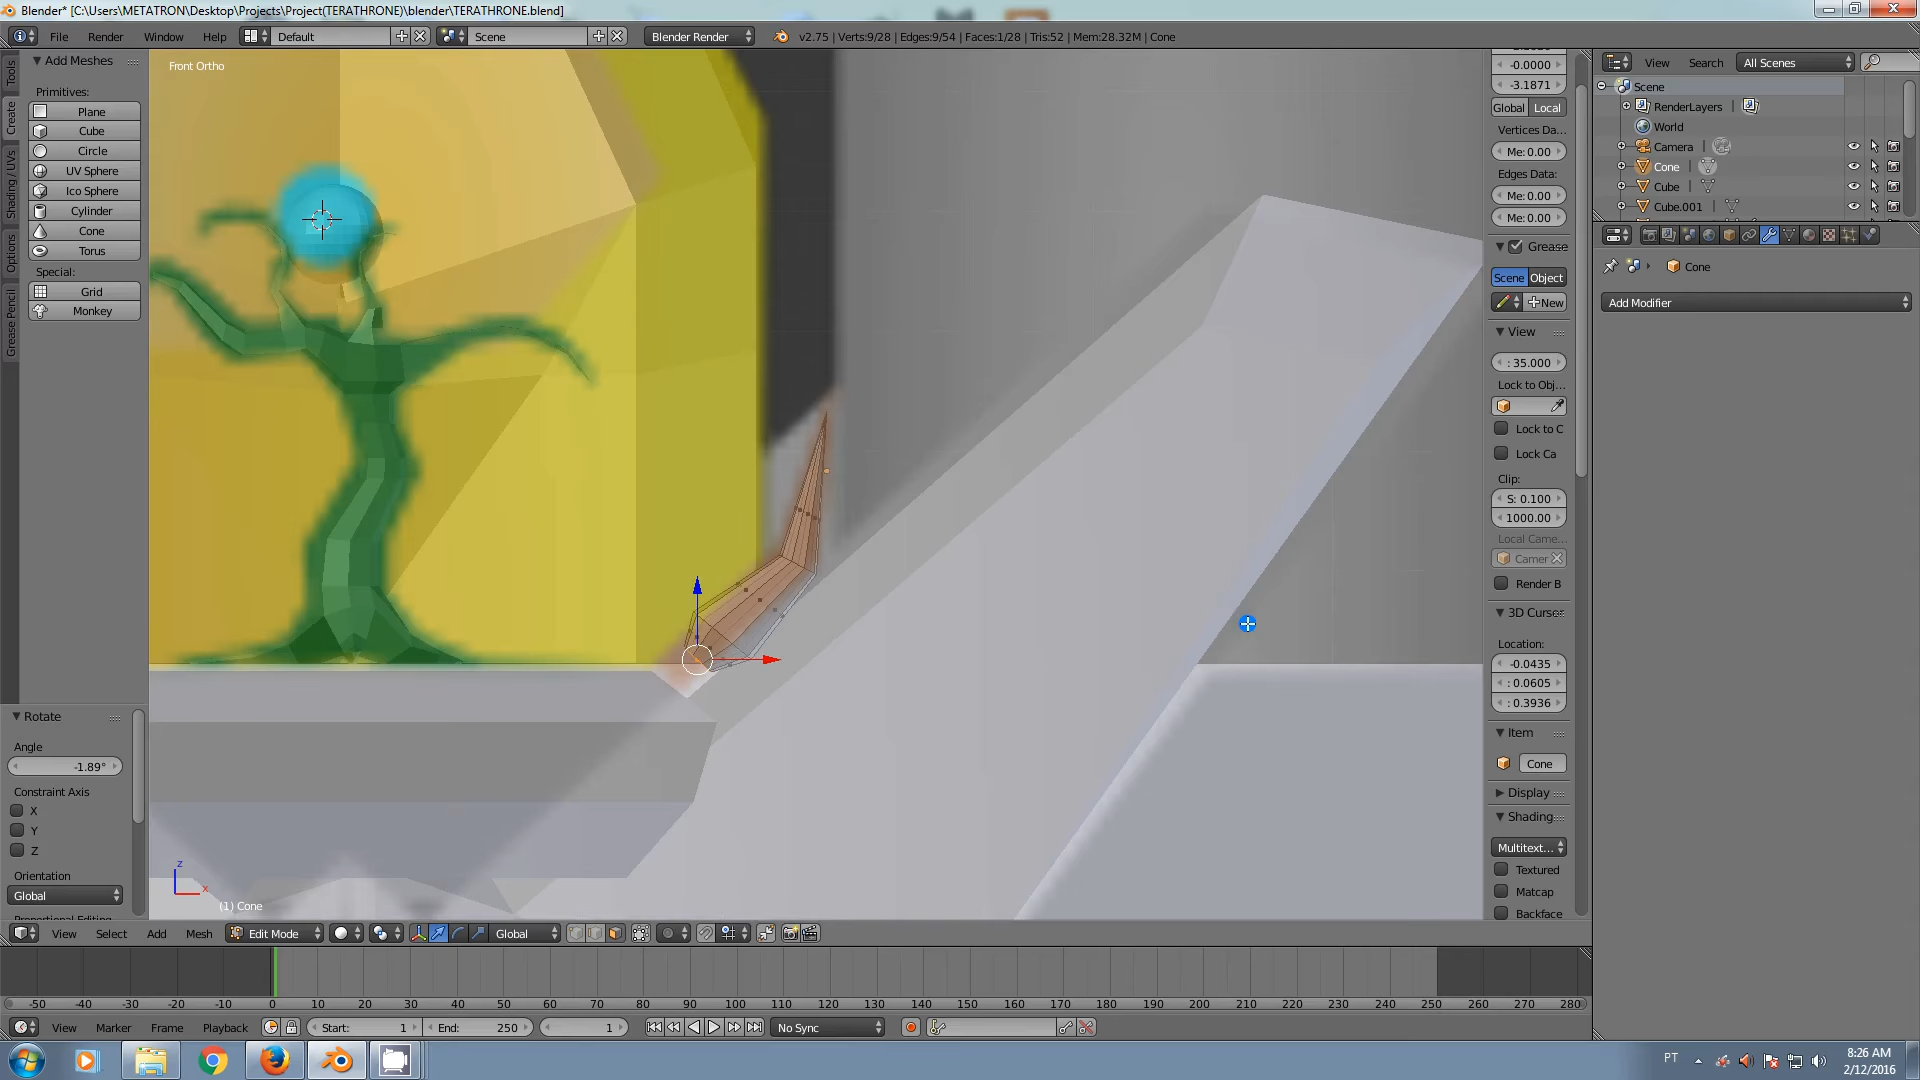 Blender* [C:\Users\METATRON\Desktop\Projects\Project(TERATHRONE)\blender\TERATHRONE.blend]
File Render Window Help Default Scene Blender Render v2.75 | Verts:9/28 | Edges:9/54 | Faces:1/28 | Tris:52 | Mem:28.32M | Cone
Tools
Create
Shading / UVs
Options
Grease Pencil
Add Meshes
Primitives:
Plane
Cube
Circle
UV Sphere
Ico Sphere
Cylinder
Cone
Torus
Special:
Grid
Monkey
Rotate
Angle
-1.89°
Constraint Axis
X
Y
Z
Orientation
Global
Front Ortho
z
x
(1) Cone
-0.0000
-3.1871
Global Local
Vertices Da...
Me: 0.00
Edges Data:
Me: 0.00
Me: 0.00
Grease
Scene Object
New
View
: 35.000
Lock to Obj...
Lock to C
Lock Ca
Clip:
S: 0.100
1000.00
Local Came...
Camer
Render B
3D Curs
Location:
-0.0435
: 0.0605
: 0.3936
Item
Cone
Display
Shading
Multitext...
Textured
Matcap
Backface
View Search All Scenes
Scene
RenderLayers |
World
Camera
Cone
Cube
Cube.001
Cone
Add Modifier
View Select Add Mesh Edit Mode Global
-50 -40 -30 -20 -10 0 10 20 30 40 50 60 70 80 90 100 110 120 130 140 150 160 170 180 190 200 210 220 230 240 250 260 270 280
View Marker Frame Playback Start: 1 End: 250 1 No Sync
PT
8:26 AM
2/12/2016